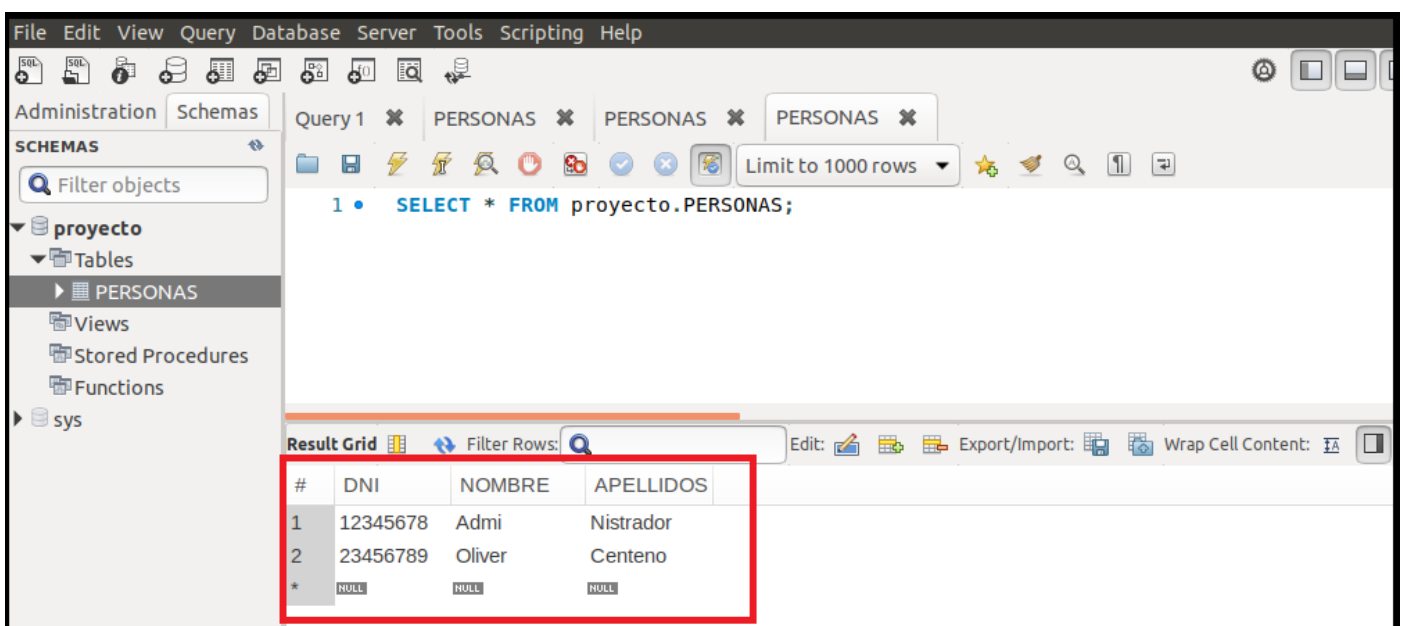 File Edit View Query Database Server Tools Scripting Help
SQL SQL
Administration Schemas
Query 1 PERSONAS PERSONAS PERSONAS
SCHEMAS
Filter objects
Limit to 1000 rows
1 SELECT * FROM proyecto.PERSONAS;
proyecto
Tables
PERSONAS
Views
Stored Procedures
Functions
sys
Result Grid Filter Rows: Edit: Export/Import: Wrap Cell Content:
# DNI NOMBRE APELLIDOS
1 12345678 Admi Nistrador
2 23456789 Oliver Centeno
* NULL NULL NULL